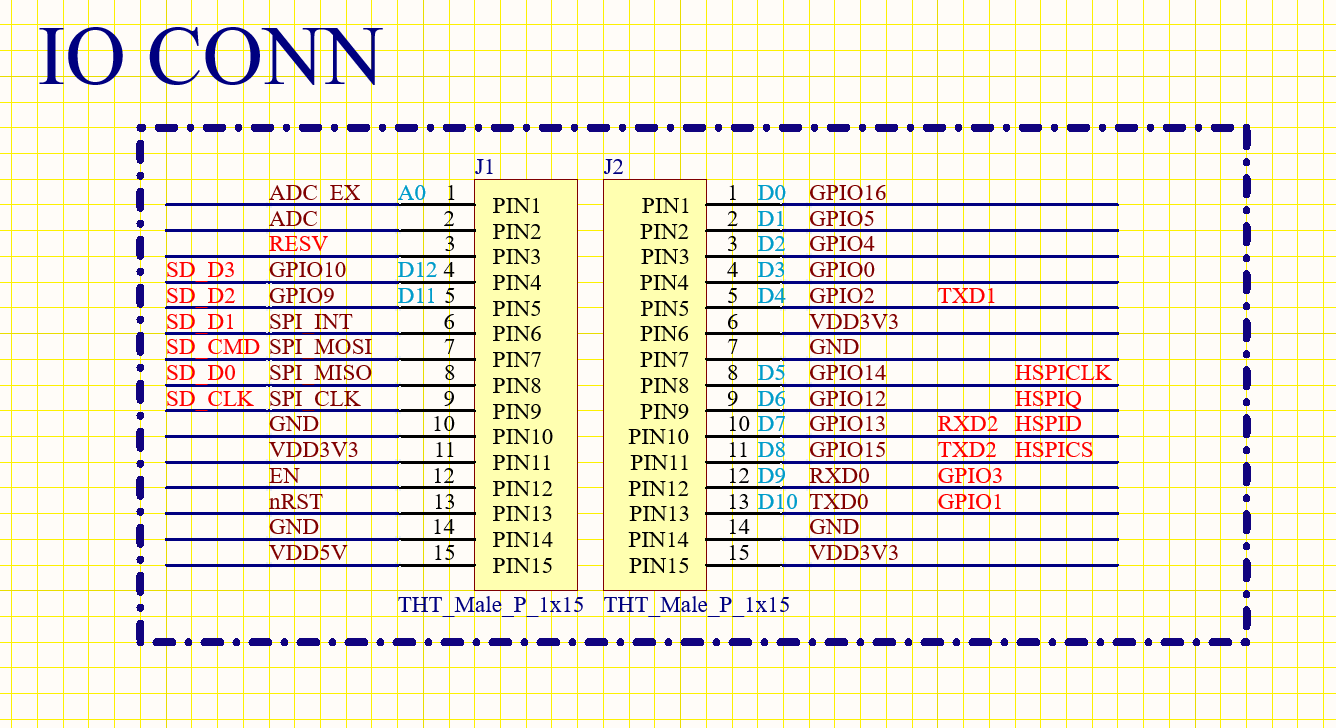 IO CONN
J1 J2
ADC_EX A0 1 PIN1 PIN1 1 D0 GPIO16
ADC 2 PIN2 PIN2 2 D1 GPIO5
RESV 3 PIN3 PIN3 3 D2 GPIO4
SD_D3 GPIO10 D12 4 PIN4 PIN4 4 D3 GPIO0
SD_D2 GPIO9 D11 5 PIN5 PIN5 5 D4 GPIO2 TXD1
SD_D1 SPI_INT 6 PIN6 PIN6 6 VDD3V3
SD_CMD SPI_MOSI 7 PIN7 PIN7 7 GND
SD_D0 SPI_MISO 8 PIN8 PIN8 8 D5 GPIO14 HSPICLK
SD_CLK SPI_CLK 9 PIN9 PIN9 9 D6 GPIO12 HSPIQ
GND 10 PIN10 PIN10 10 D7 GPIO13 RXD2 HSPID
VDD3V3 11 PIN11 PIN11 11 D8 GPIO15 TXD2 HSPICS
EN 12 PIN12 PIN12 12 D9 RXD0 GPIO3
nRST 13 PIN13 PIN13 13 D10 TXD0 GPIO1
GND 14 PIN14 PIN14 14 GND
VDD5V 15 PIN15 PIN15 15 VDD3V3
THT_Male_P_1x15 THT_Male_P_1x15